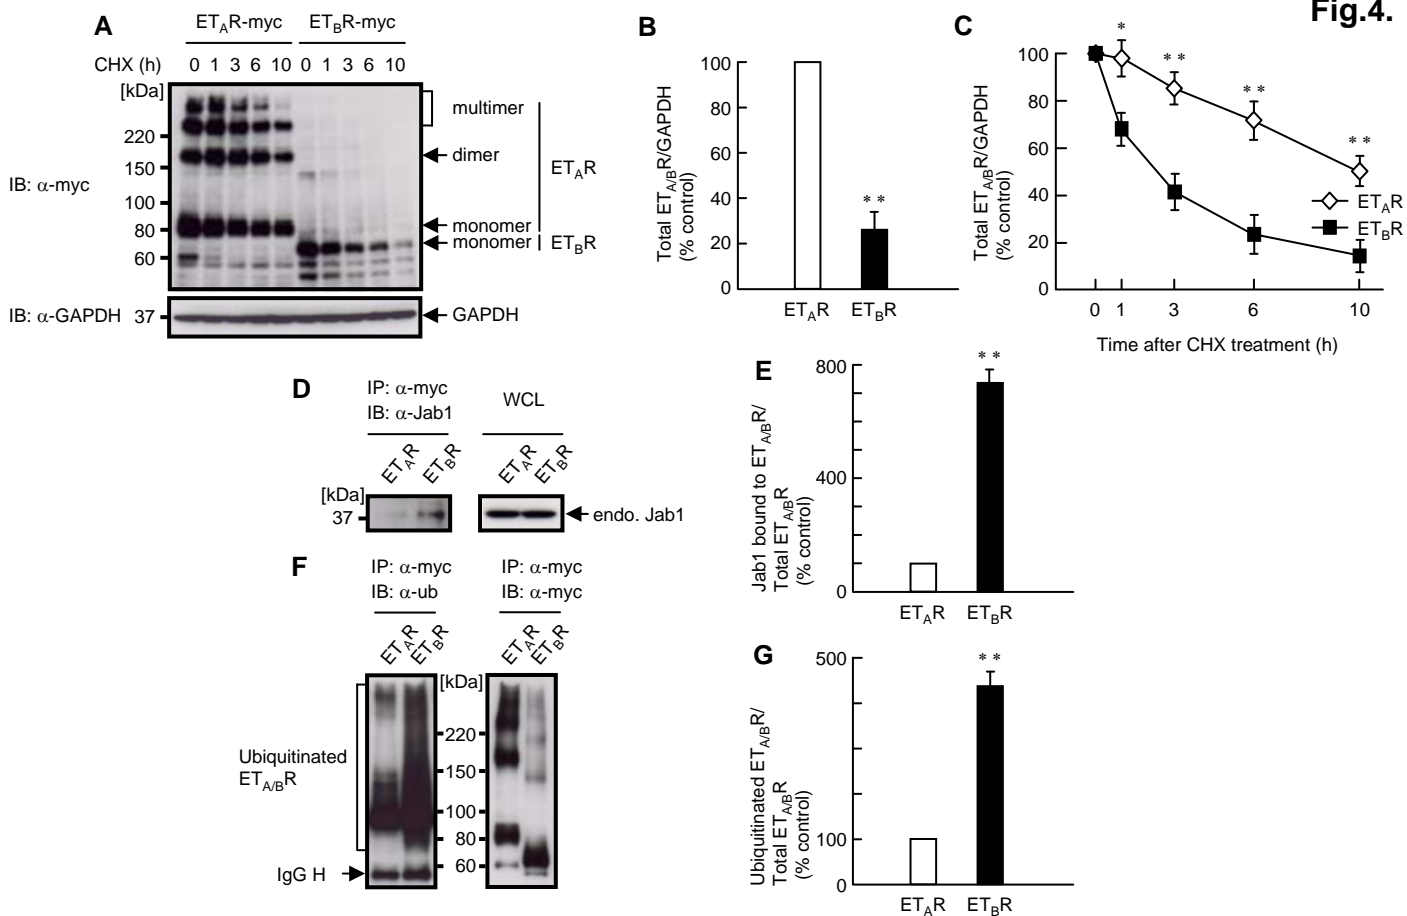 Fig.4.
A
ETAR-myc ETBR-myc
CHX (h) 0 1 3 6 10 0 1 3 6 10
[kDa]
220
150
100
80
60
IB: α-myc
multimer
dimer
monomer
monomer
ETAR
ETBR
IB: α-GAPDH 37
GAPDH
B
Total ETA/BR/GAPDH
(% control)
100
80
60
40
20
0
**
ETAR ETBR
C
Total ETA/BR/GAPDH
(% control)
100
80
60
40
20
0
*
**
**
**
ETAR
ETBR
0 1 3 6 10
Time after CHX treatment (h)
D
IP: α-myc
IB: α-Jab1
WCL
ETAR ETBR ETAR ETBR
[kDa]
37
endo. Jab1
E
Jab1 bound to ETA/BR/
Total ETA/BR
(% control)
800
400
0
**
ETAR ETBR
F
IP: α-myc
IB: α-ub
IP: α-myc
IB: α-myc
ETAR ETBR ETAR ETBR
[kDa]
220
150
100
80
60
Ubiquitinated
ETA/BR
IgG H
G
Ubiquitinated ETA/BR/
Total ETA/BR
(% control)
500
100
0
**
ETAR ETBR